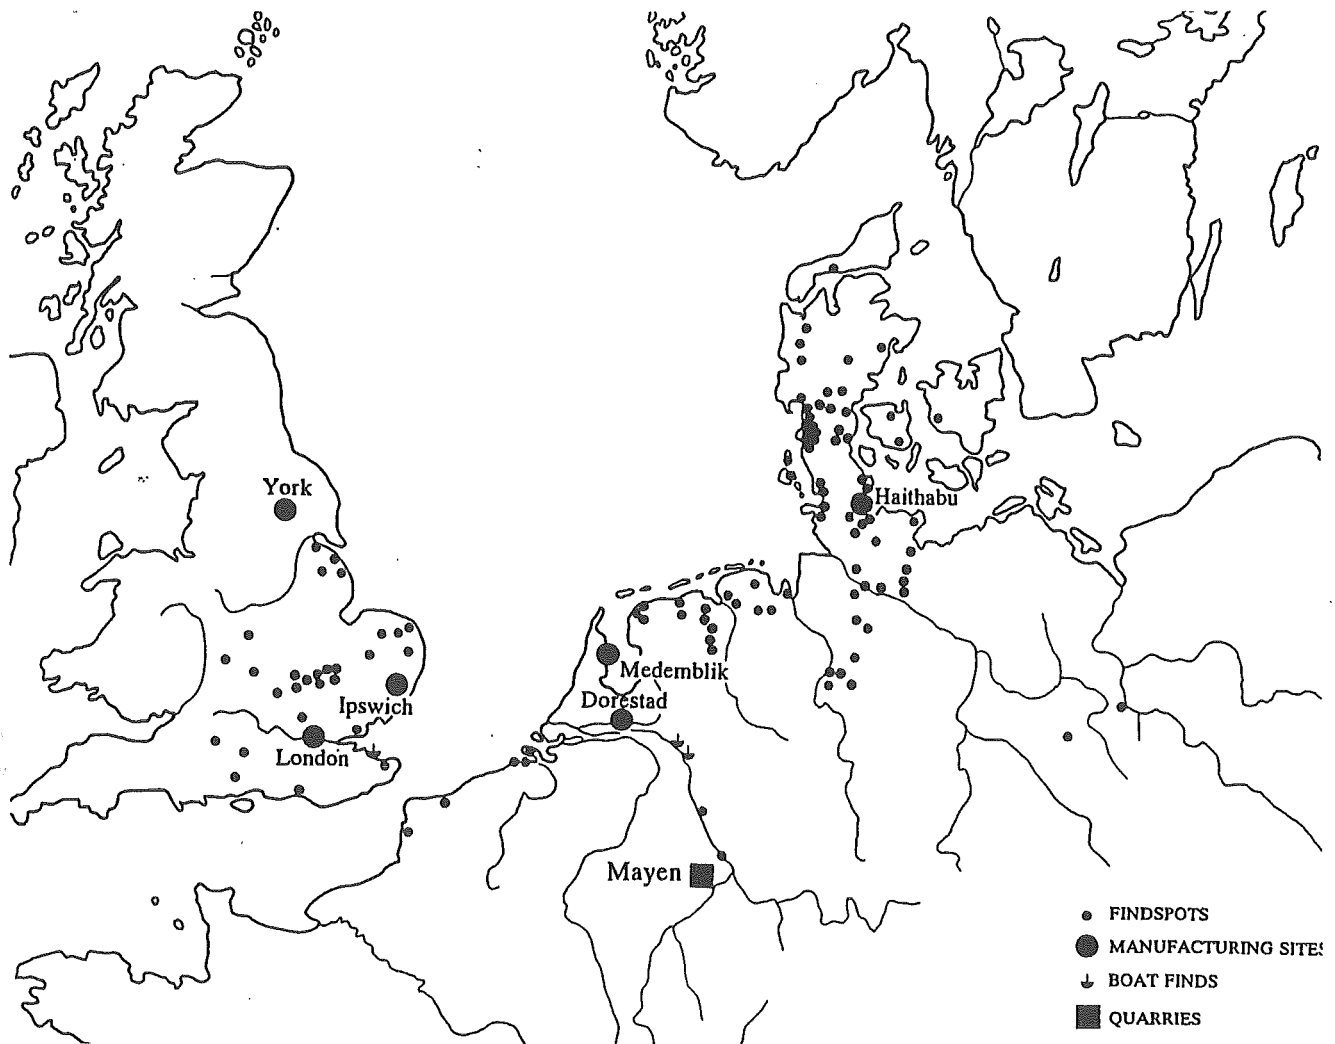 York
Haithabu
Medemblik
Ipswich
Dorestad
London
Mayen
FINDSPOTS
MANUFACTURING SITES
BOAT FINDS
QUARRIES